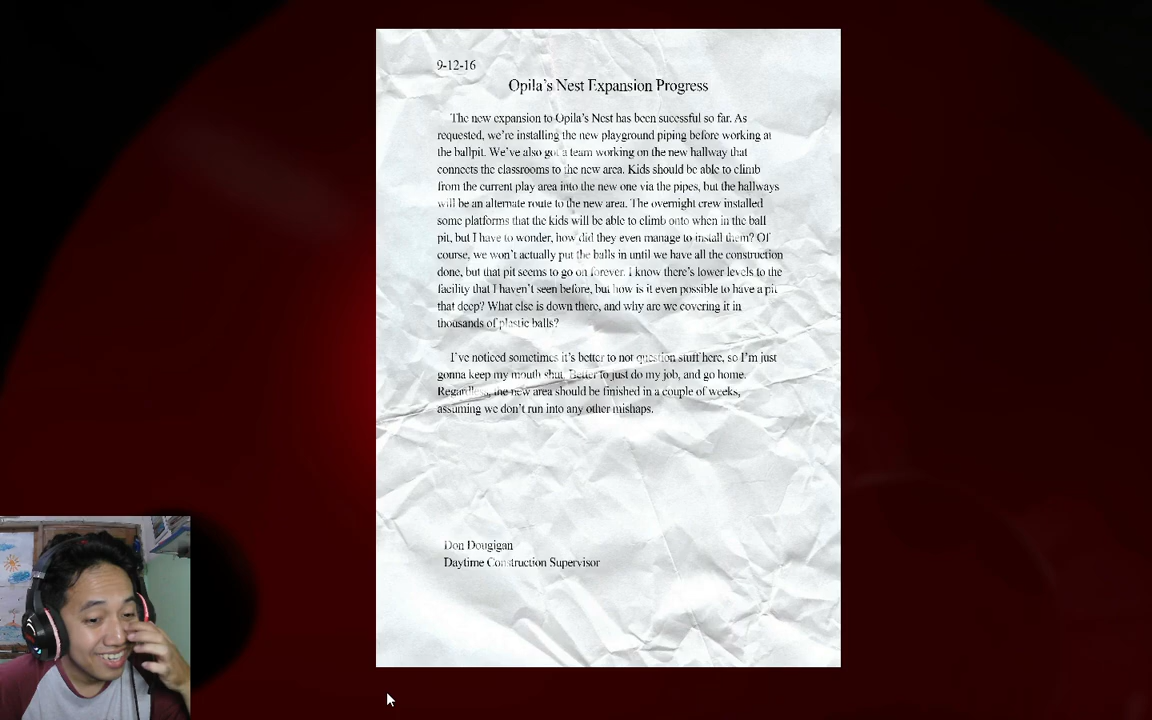 9-12-16
Opila's Nest Expansion Progress
The new expansion to Opila's Nest has been sucessful so far. As
requested, we're installing the new playground piping before working at
the ballpit. We've also got a team working on the new hallway that
connects the classrooms to the new area. Kids should be able to climb
from the current play area into the new one via the pipes, but the hallways
will be an alternate route to the new area. The overnight crew installed
some platforms that the kids will be able to climb onto when in the ball
pit, but I have to wonder, how did they even manage to install them? Of
course, we won't actually put the balls in until we have all the construction
done, but that pit seems to go on forever. I know there's lower levels to the
facility that I haven't seen before, but how is it even possible to have a pit
that deep? What else is down there, and why are we covering it in
thousands of plastic balls?
I've noticed sometimes it's better to not question stuff here, so I'm just
gonna keep my mouth shut. Better to just do my job, and go home.
Regardless, the new area should be finished in a couple of weeks,
assuming we don't run into any other mishaps.
Don Dougigan
Daytime Construction Supervisor